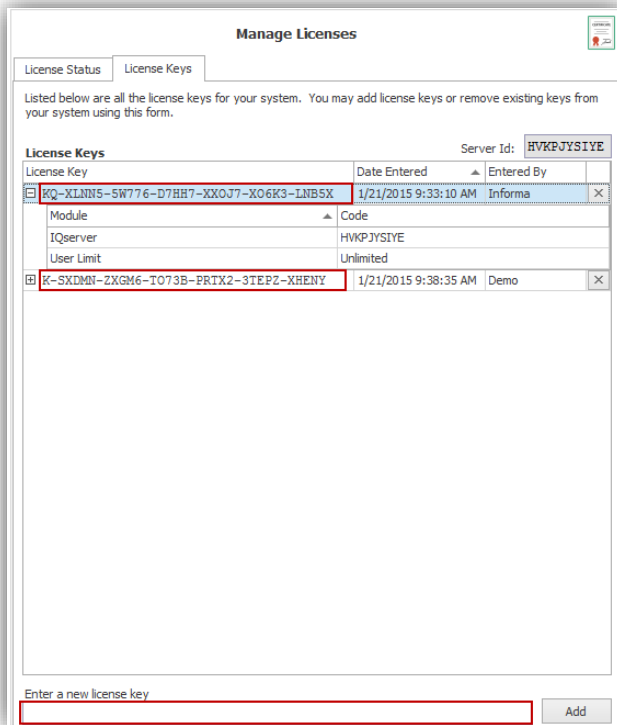 Manage Licenses
License Status License Keys
Listed below are all the license keys for your system. You may add license keys or remove existing keys from
your system using this form.
License Keys Server Id: HVKPJYSIYE
License Key Date Entered Entered By
KQ-XLNN5-5W776-D7HH7-XXOJ7-XO6K3-LNB5X 1/21/2015 9:33:10 AM Informa
Module Code
IQserver HVKPJYSIYE
User Limit Unlimited
K-SXDMN-ZXGM6-TO73B-PRTX2-3TEPZ-XHENY 1/21/2015 9:38:35 AM Demo
Enter a new license key
Add